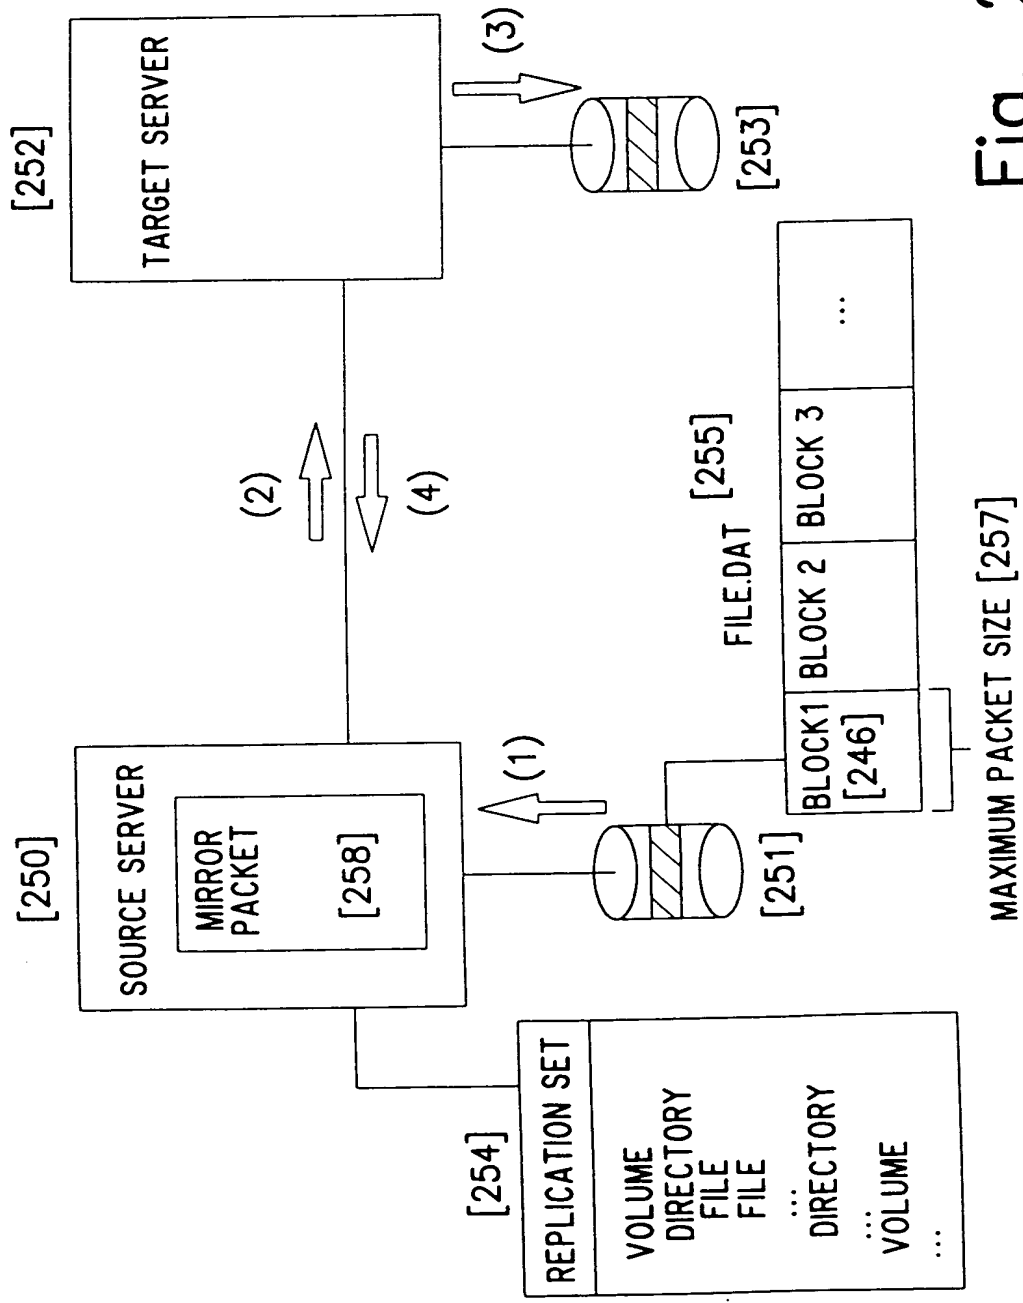 [250]
SOURCE SERVER
MIRROR
PACKET
[258]
[252]
TARGET SERVER
(2)
(4)
(1)
(3)
[251]
[253]
[254]
REPLICATION SET
VOLUME
DIRECTORY
FILE
FILE
...
DIRECTORY
...
VOLUME
...
FILE.DAT [255]
BLOCK1
[246]
BLOCK 2
BLOCK 3
...
MAXIMUM PACKET SIZE [257]
Fig.